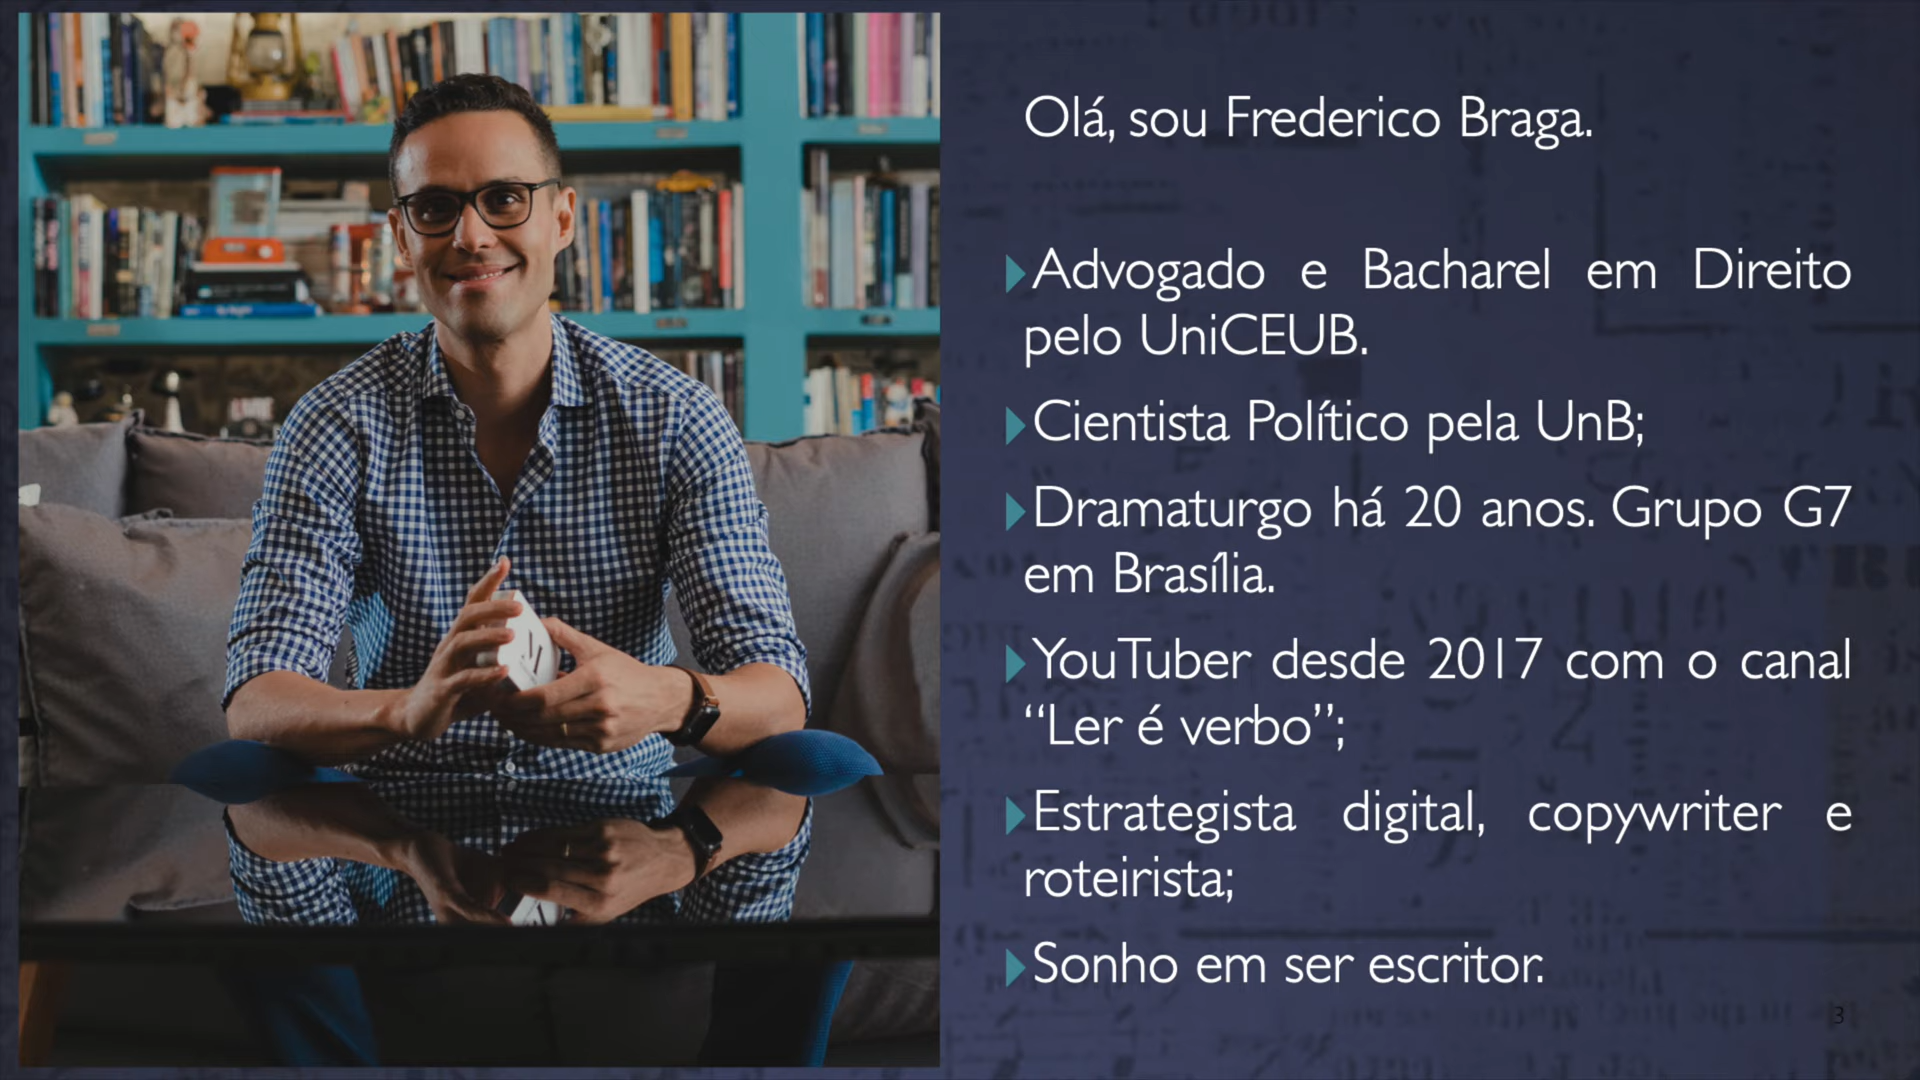 Olá, sou Frederico Braga.
Advogado e Bacharel em Direito
pelo UniCEUB.
Cientista Político pela UnB;
Dramaturgo há 20 anos. Grupo G7
em Brasília.
YouTuber desde 2017 com o canal
“Ler é verbo”;
Estrategista digital, copywriter e
roteirista;
Sonho em ser escritor.
3